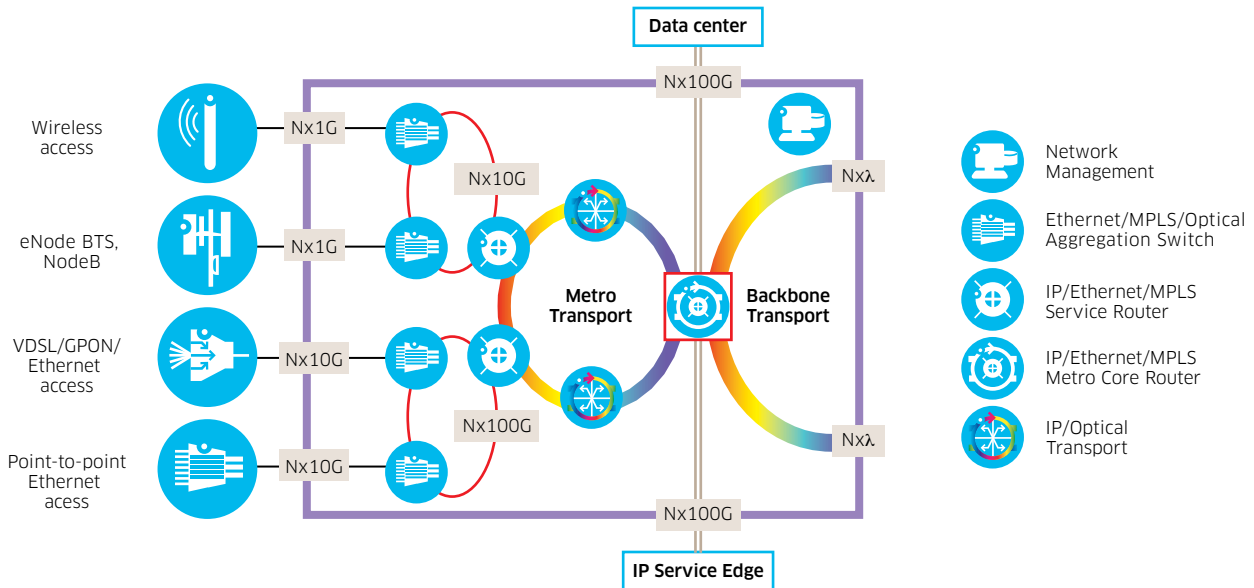 Data center
Nx100G
Wireless
access
Nx1G
Nx10G
Nxλ
eNode BTS,
NodeB
Nx1G
Metro
Transport
Backbone
Transport
VDSL/GPON/
Ethernet
access
Nx10G
Nx100G
Nxλ
Point-to-point
Ethernet
acess
Nx10G
Nx100G
IP Service Edge
Network
Management
Ethernet/MPLS/Optical
Aggregation Switch
IP/Ethernet/MPLS
Service Router
IP/Ethernet/MPLS
Metro Core Router
IP/Optical
Transport